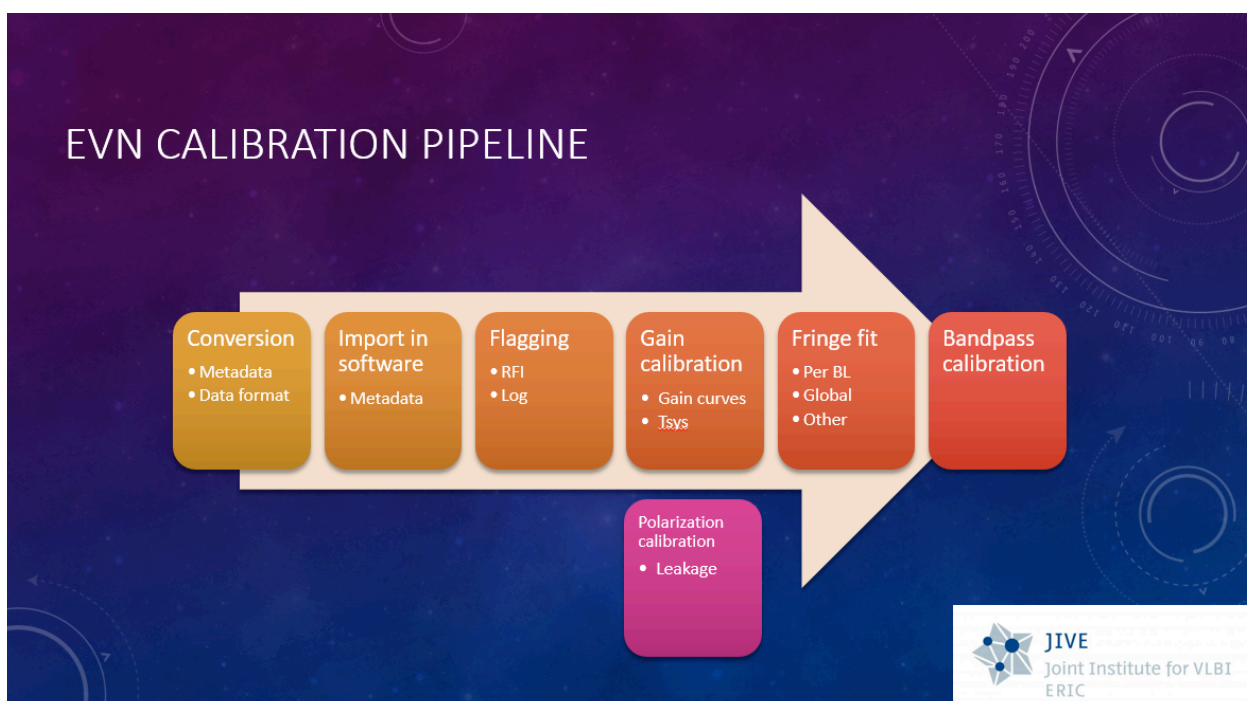 EVN CALIBRATION PIPELINE
Conversion
• Metadata
• Data format
Import in
software
• Metadata
Flagging
• RFI
• Log
Gain
calibration
• Gain curves
• Tsys
Fringe fit
• Per BL
• Global
• Other
Bandpass
calibration
Polarization
calibration
• Leakage
JIVE
Joint Institute for VLBI
ERIC